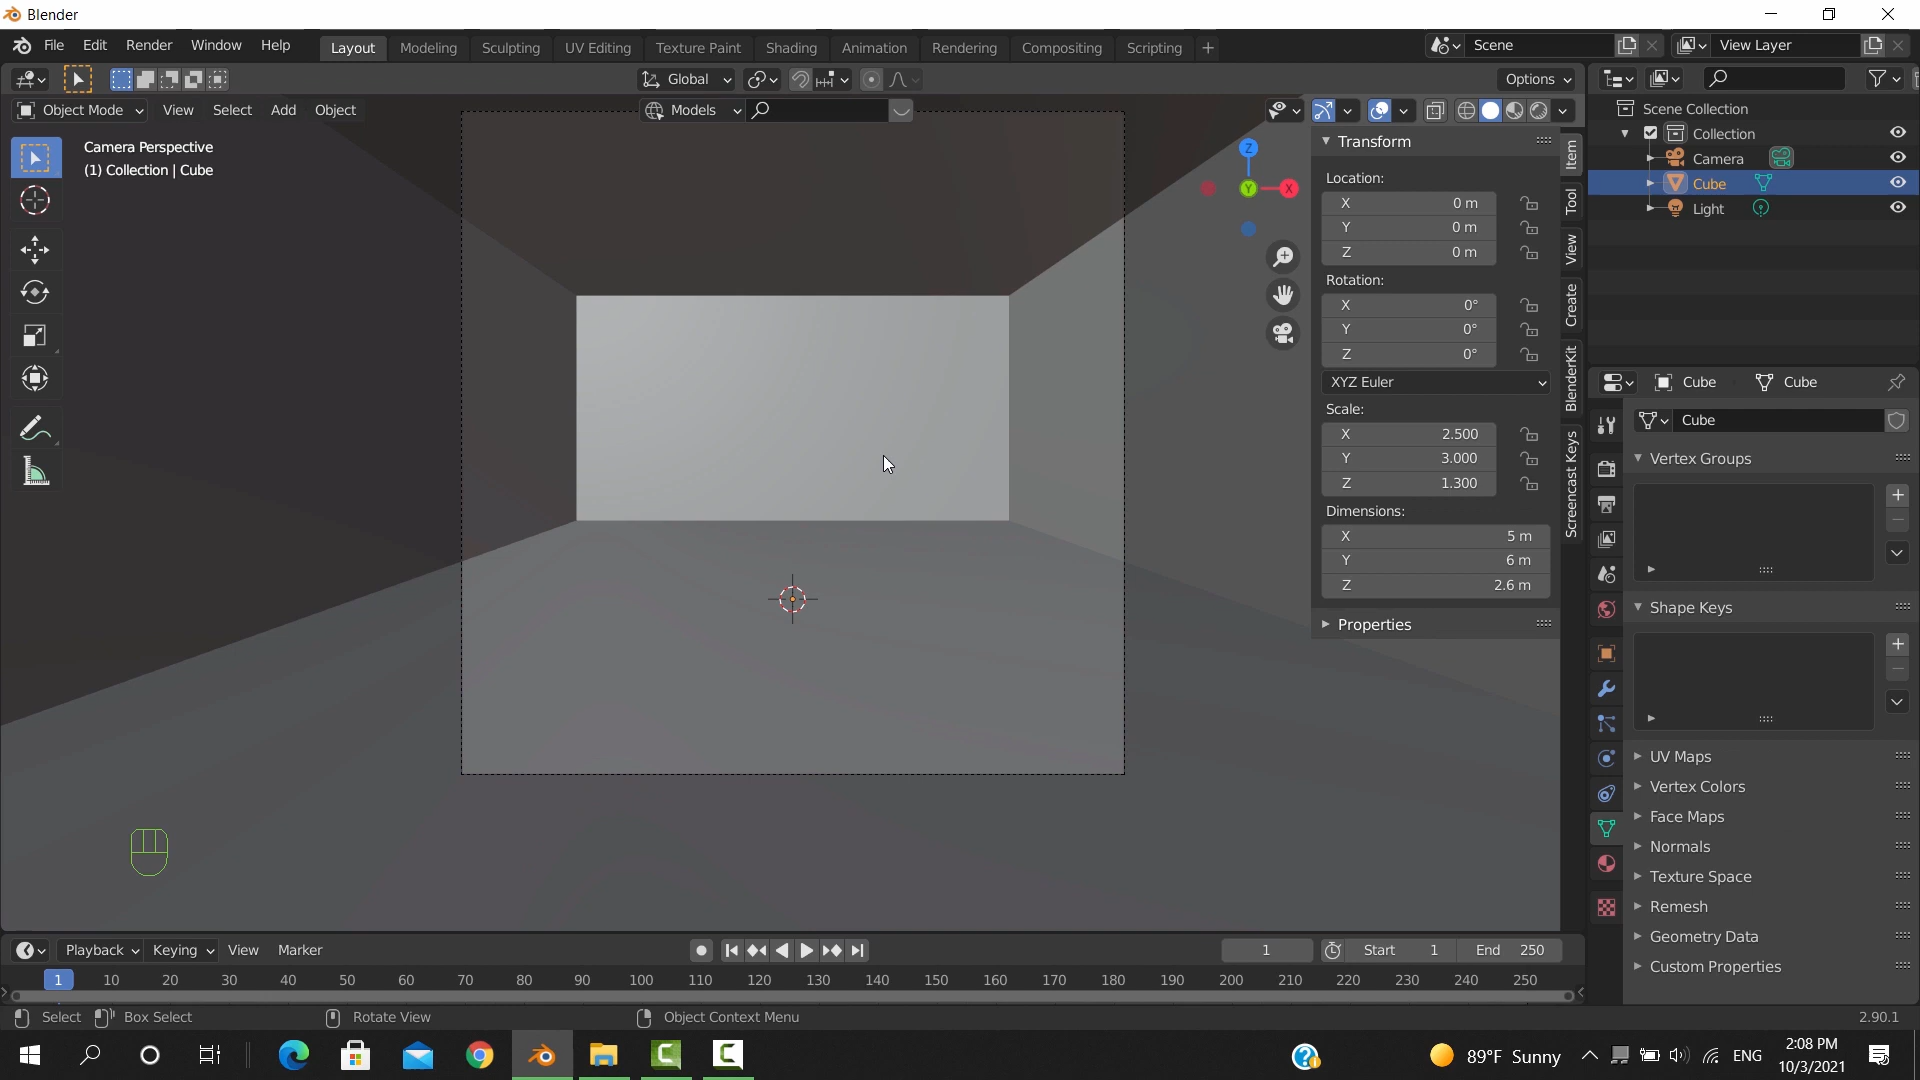 Blender
File Edit Render Window Help Layout Modeling Sculpting UV Editing Texture Paint Shading Animation Rendering Compositing Scripting + Scene View Layer
Global Options
Object Mode View Select Add Object Models
Camera Perspective
(1) Collection | Cube
Z
Y
X
Transform
Location:
X 0 m
Y 0 m
Z 0 m
Rotation:
X 0°
Y 0°
Z 0°
XYZ Euler
Scale:
X 2.500
Y 3.000
Z 1.300
Dimensions:
X 5 m
Y 6 m
Z 2.6 m
Properties
Item
Tool
View
Create
BlenderKit
Screencast Keys
Scene Collection
Collection
Camera
Cube
Light
Cube Cube
Cube
Vertex Groups
Shape Keys
UV Maps
Vertex Colors
Face Maps
Normals
Texture Space
Remesh
Geometry Data
Custom Properties
Playback Keying View Marker 1 Start 1 End 250
1 10 20 30 40 50 60 70 80 90 100 110 120 130 140 150 160 170 180 190 200 210 220 230 240 250
Select Box Select Rotate View Object Context Menu 2.90.1
89°F Sunny ENG 2:08 PM
10/3/2021